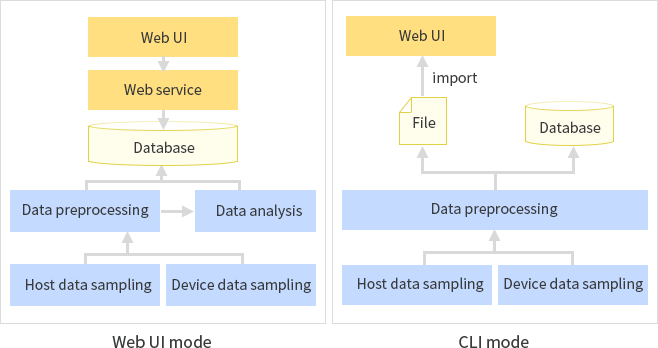 Web UI
Web service
Database
Data preprocessing
Data analysis
Host data sampling
Device data sampling
Web UI mode
Web UI
import
File
Database
Data preprocessing
Host data sampling
Device data sampling
CLI mode